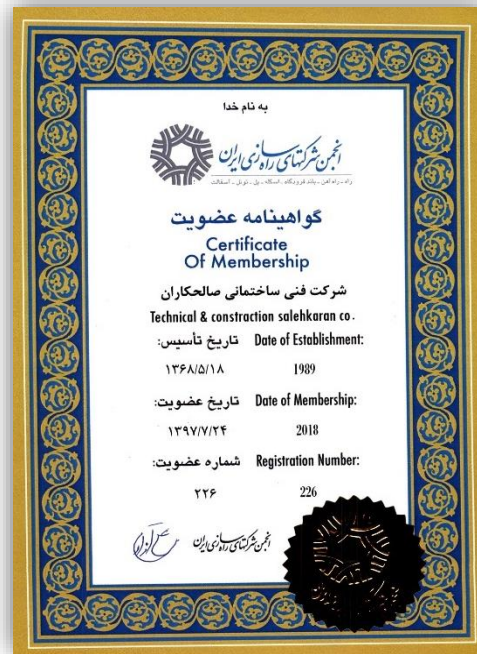 به نام خدا
انجمن شرکتهای راهسازی ایران
راه - راه آهن - باند فرودگاه - اسکله - پل - تونل - آسفالت
گواهینامه عضویت
Certificate
Of Membership
شرکت فنی ساختمانی صالحکاران
Technical & constraction salehkaran co.
تاریخ تأسیس: Date of Establishment:
۱۳۶۸/۵/۱۸ 1989
تاریخ عضویت: Date of Membership:
۱۳۹۷/۷/۲۴ 2018
شماره عضویت: Registration Number:
۲۲۶ 226
انجمن شرکتهای راهسازی ایران